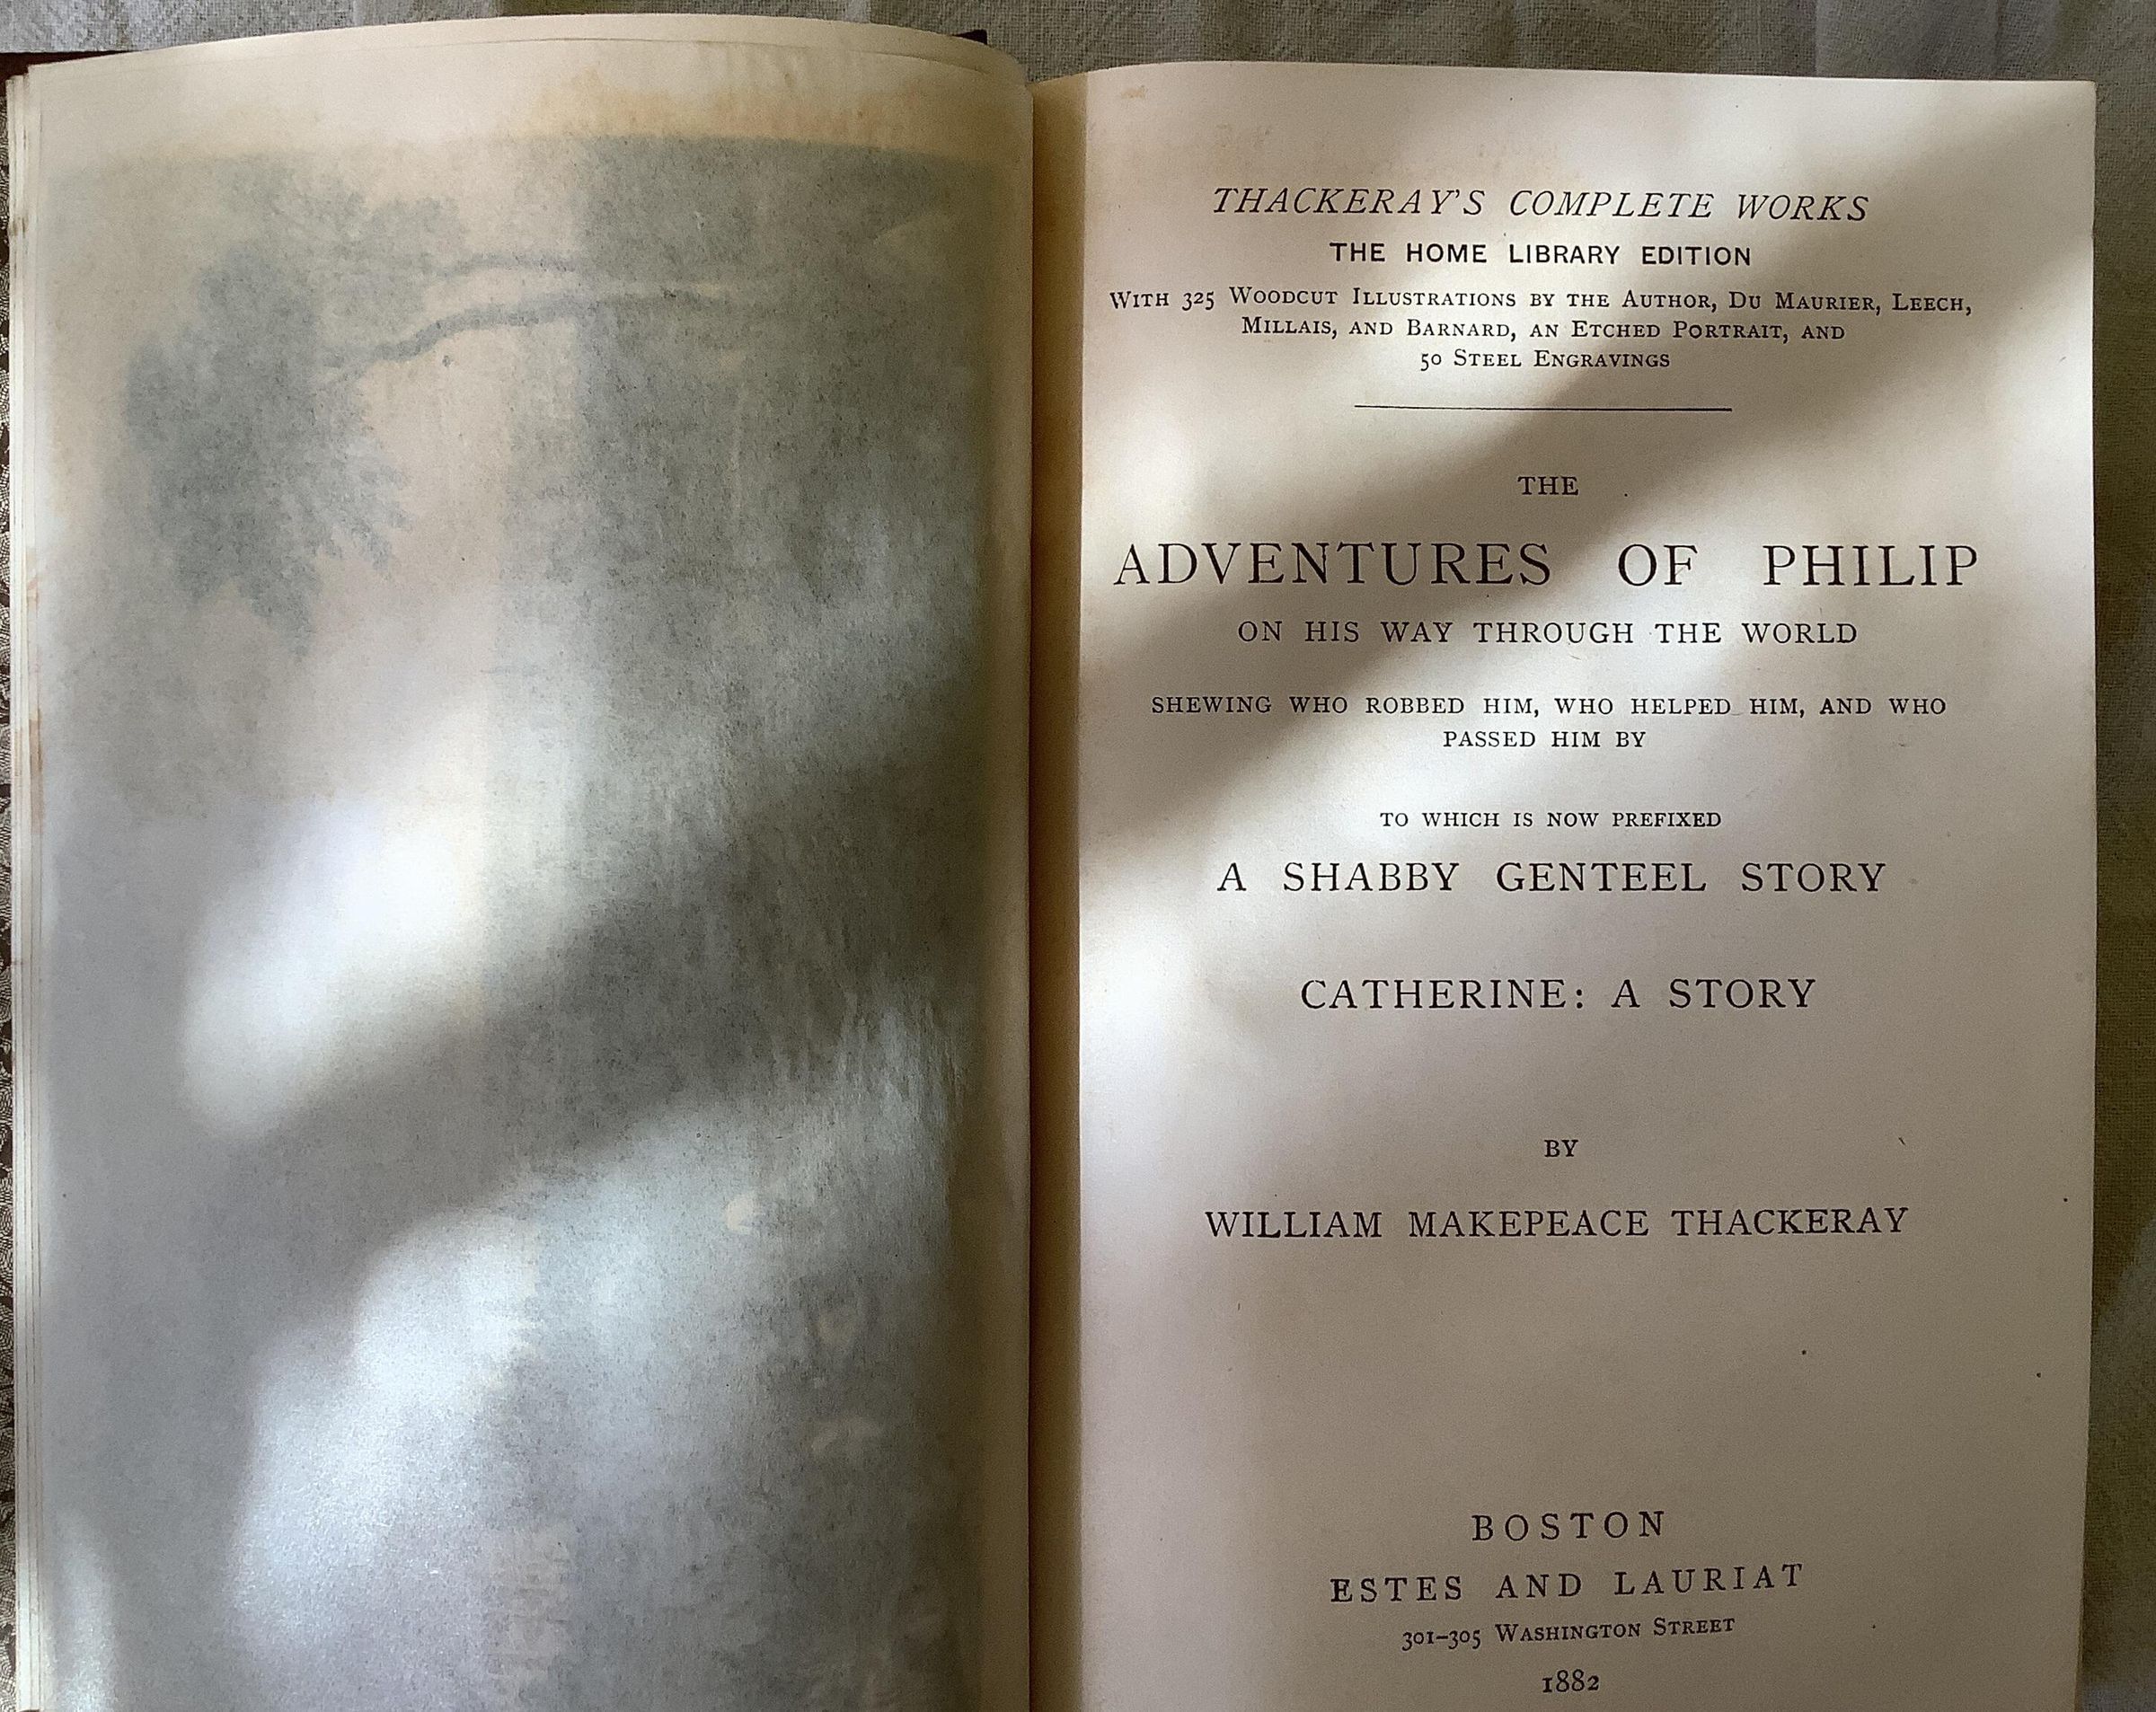 THACKERAY'S COMPLETE WORKS
THE HOME LIBRARY EDITION
WITH 325 WOODCUT ILLUSTRATIONS BY THE AUTHOR, DU MAURIER, LEECH,
MILLAIS, AND BARNARD, AN ETCHED PORTRAIT, AND
50 STEEL ENGRAVINGS
THE
ADVENTURES OF PHILIP
ON HIS WAY THROUGH THE WORLD
SHEWING WHO ROBBED HIM, WHO HELPED HIM, AND WHO
PASSED HIM BY
TO WHICH IS NOW PREFIXED
A SHABBY GENTEEL STORY
CATHERINE: A STORY
BY
WILLIAM MAKEPEACE THACKERAY
BOSTON
ESTES AND LAURIAT
301–305 WASHINGTON STREET
1882